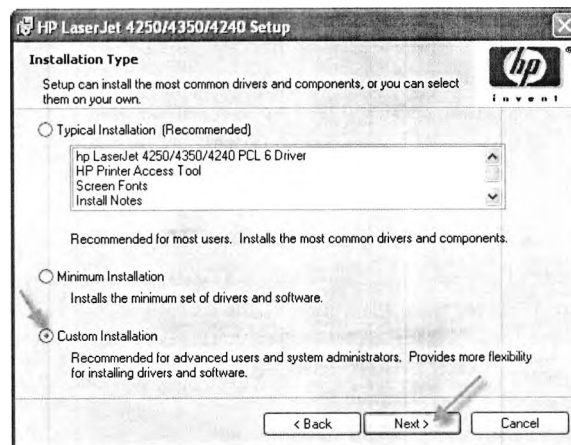 HP LaserJet 4250/4350/4240 Setup
Installation Type
Setup can install the most common drivers and components, or you can select
them on your own.
hp
®
invent
Typical Installation (Recommended)
hp LaserJet 4250/4350/4240 PCL 6 Driver
HP Printer Access Tool
Screen Fonts
Install Notes
Recommended for most users. Installs the most common drivers and components.
Minimum Installation
Installs the minimum set of drivers and software.
Custom Installation
Recommended for advanced users and system administrators. Provides more flexibility
for installing drivers and software.
< Back
Next >
Cancel